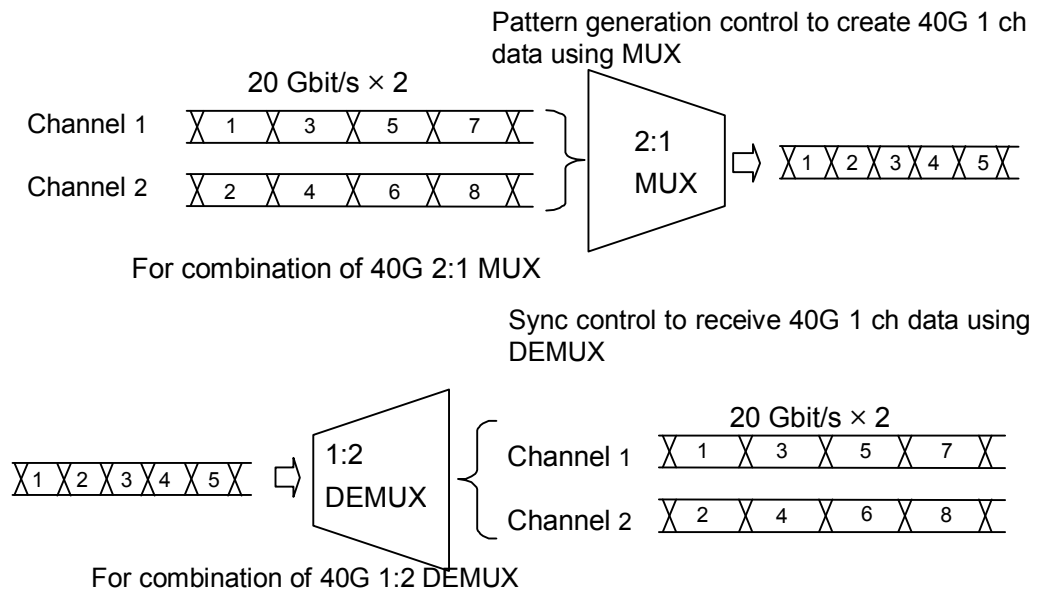 Pattern generation control to create 40G 1 ch
data using MUX
20 Gbit/s × 2
Channel 1
1 3 5 7
Channel 2
2 4 6 8
2:1
MUX
1 2 3 4 5
For combination of 40G 2:1 MUX
Sync control to receive 40G 1 ch data using
DEMUX
1 2 3 4 5
1:2
DEMUX
20 Gbit/s × 2
Channel 1
1 3 5 7
Channel 2
2 4 6 8
For combination of 40G 1:2 DEMUX